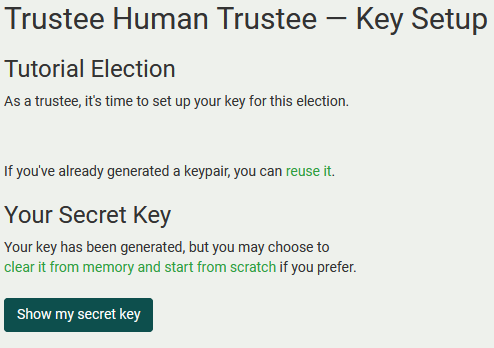 Trustee Human Trustee — Key Setup
Tutorial Election
As a trustee, it's time to set up your key for this election.
If you've already generated a keypair, you can reuse it.
Your Secret Key
Your key has been generated, but you may choose to
clear it from memory and start from scratch if you prefer.
Show my secret key